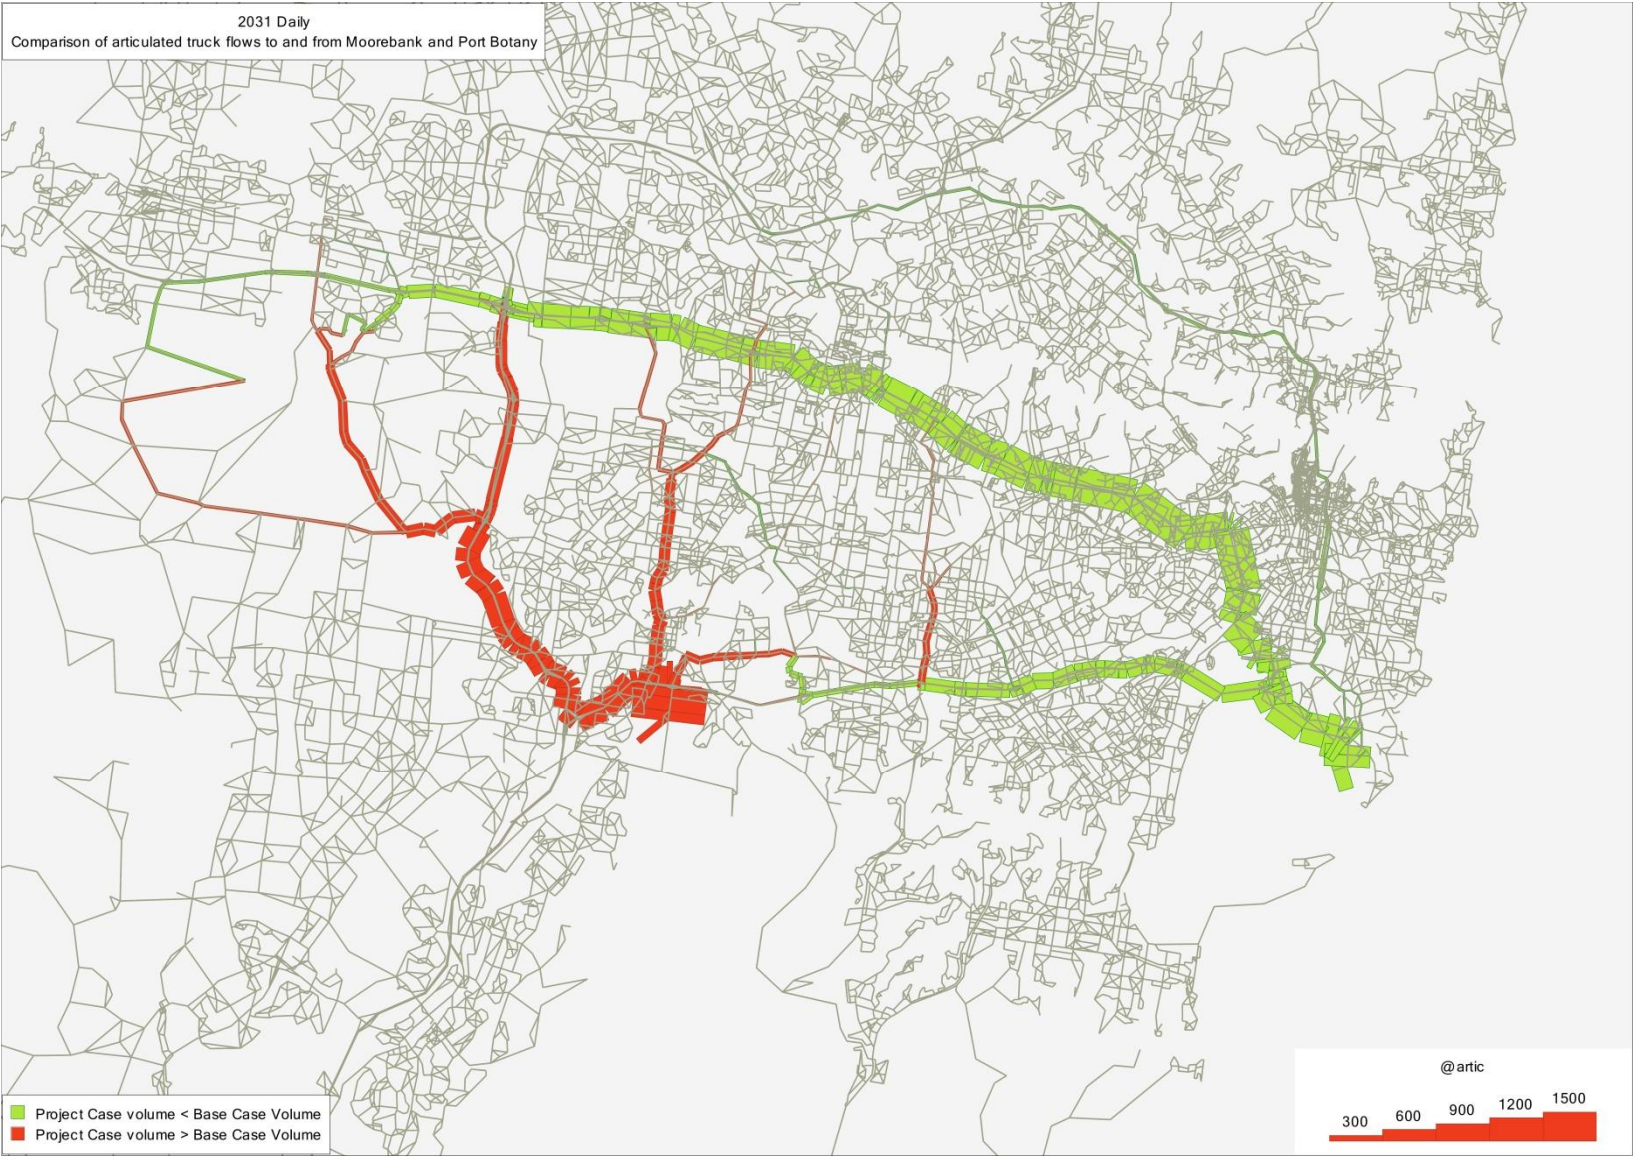 2031 Daily
Comparison of articulated truck flows to and from Moorebank and Port Botany
@artic
300 600 900 1200 1500
Project Case volume < Base Case Volume
Project Case volume > Base Case Volume